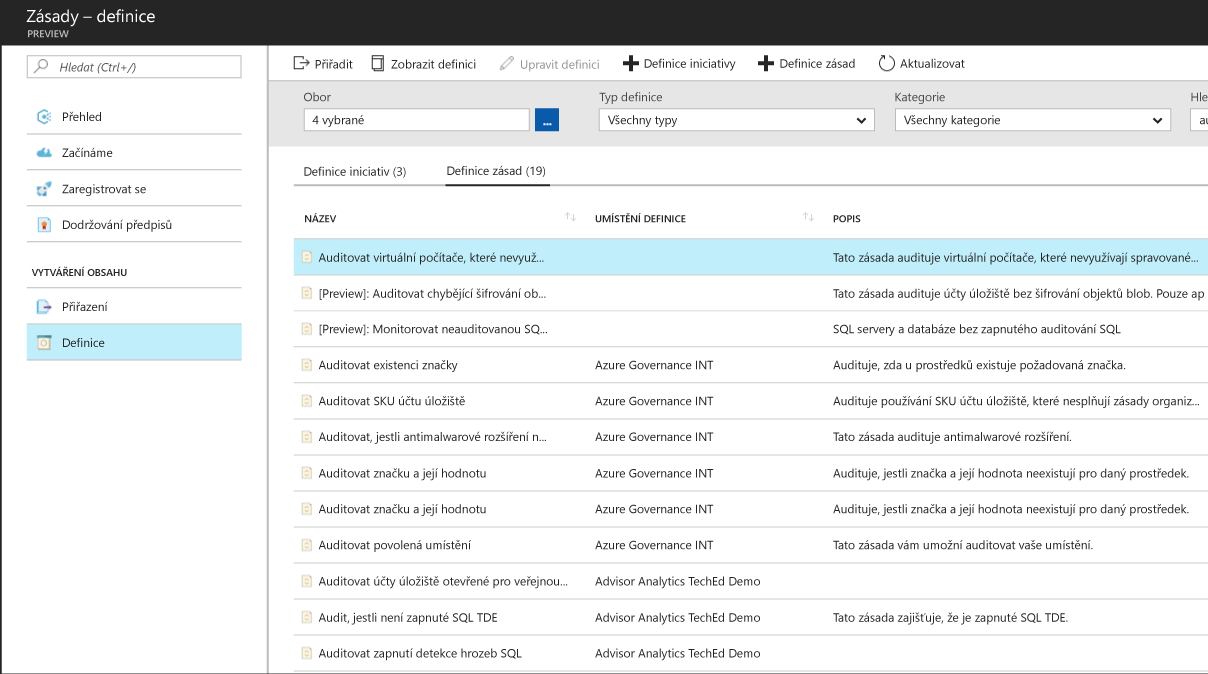 Zásady – definice
PREVIEW
Hledat (Ctrl+/)
Přehled
Začínáme
Zaregistrovat se
Dodržování předpisů
VYTVÁŘENÍ OBSAHU
Přiřazení
Definice
Přiřadit Zobrazit definici Upravit definici Definice iniciativy Definice zásad Aktualizovat
Obor Typ definice Kategorie Hle
4 vybrané ... Všechny typy Všechny kategorie au
Definice iniciativ (3) Definice zásad (19)
NÁZEV UMÍSTĚNÍ DEFINICE POPIS
Auditovat virtuální počítače, které nevyuž... Tato zásada audituje virtuální počítače, které nevyužívají spravované...
[Preview]: Auditovat chybějící šifrování ob... Tato zásada audituje účty úložiště bez šifrování objektů blob. Pouze ap
[Preview]: Monitorovat neauditovanou SQ... SQL servery a databáze bez zapnutého auditování SQL
Auditovat existenci značky Azure Governance INT Audituje, zda u prostředků existuje požadovaná značka.
Auditovat SKU účtu úložiště Azure Governance INT Audituje používání SKU účtu úložiště, které nesplňují zásady organiz...
Auditovat, jestli antimalwarové rozšíření n... Azure Governance INT Tato zásada audituje antimalwarové rozšíření.
Auditovat značku a její hodnotu Azure Governance INT Audituje, jestli značka a její hodnota neexistují pro daný prostředek.
Auditovat značku a její hodnotu Azure Governance INT Audituje, jestli značka a její hodnota neexistují pro daný prostředek.
Auditovat povolená umístění Azure Governance INT Tato zásada vám umožní auditovat vaše umístění.
Auditovat účty úložiště otevřené pro veřejnou... Advisor Analytics TechEd Demo
Audit, jestli není zapnuté SQL TDE Advisor Analytics TechEd Demo Tato zásada zajišťuje, že je zapnuté SQL TDE.
Auditovat zapnutí detekce hrozeb SQL Advisor Analytics TechEd Demo